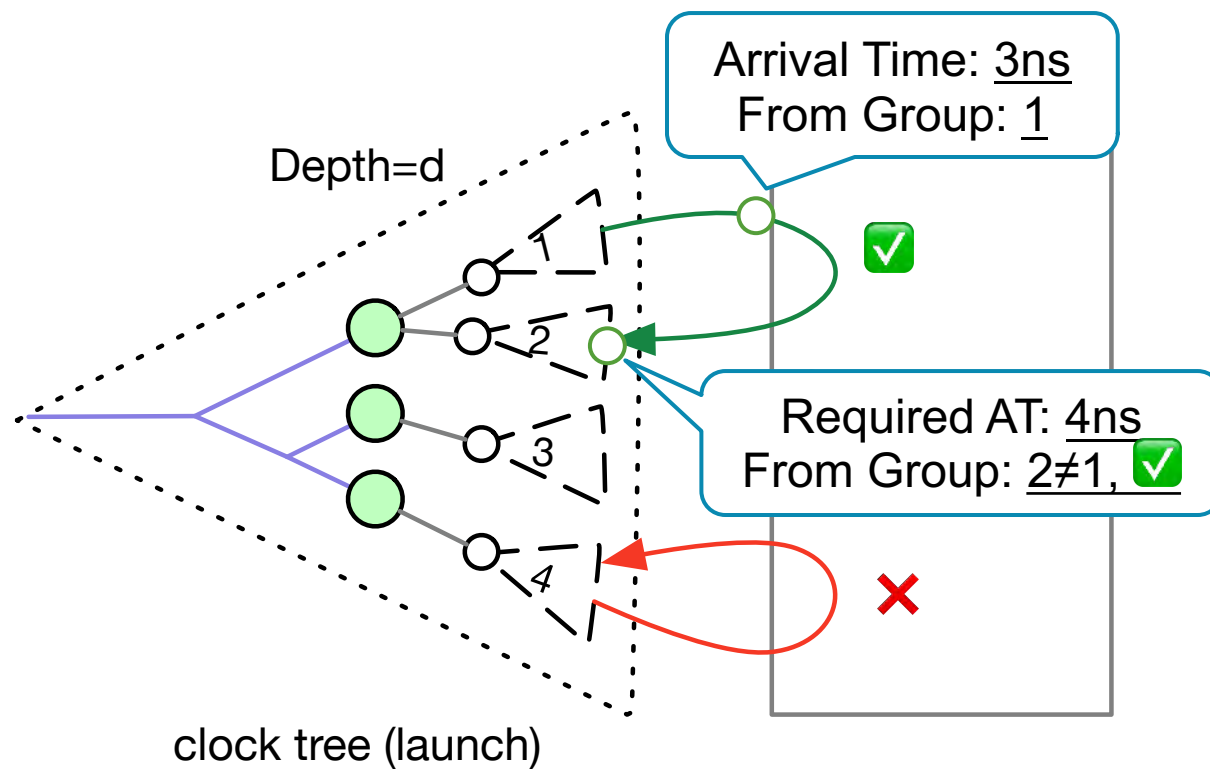 Arrival Time: 3ns
From Group: 1
Depth=d
1
2
3
4
Required AT: 4ns
From Group: 2≠1, ✅
clock tree (launch)